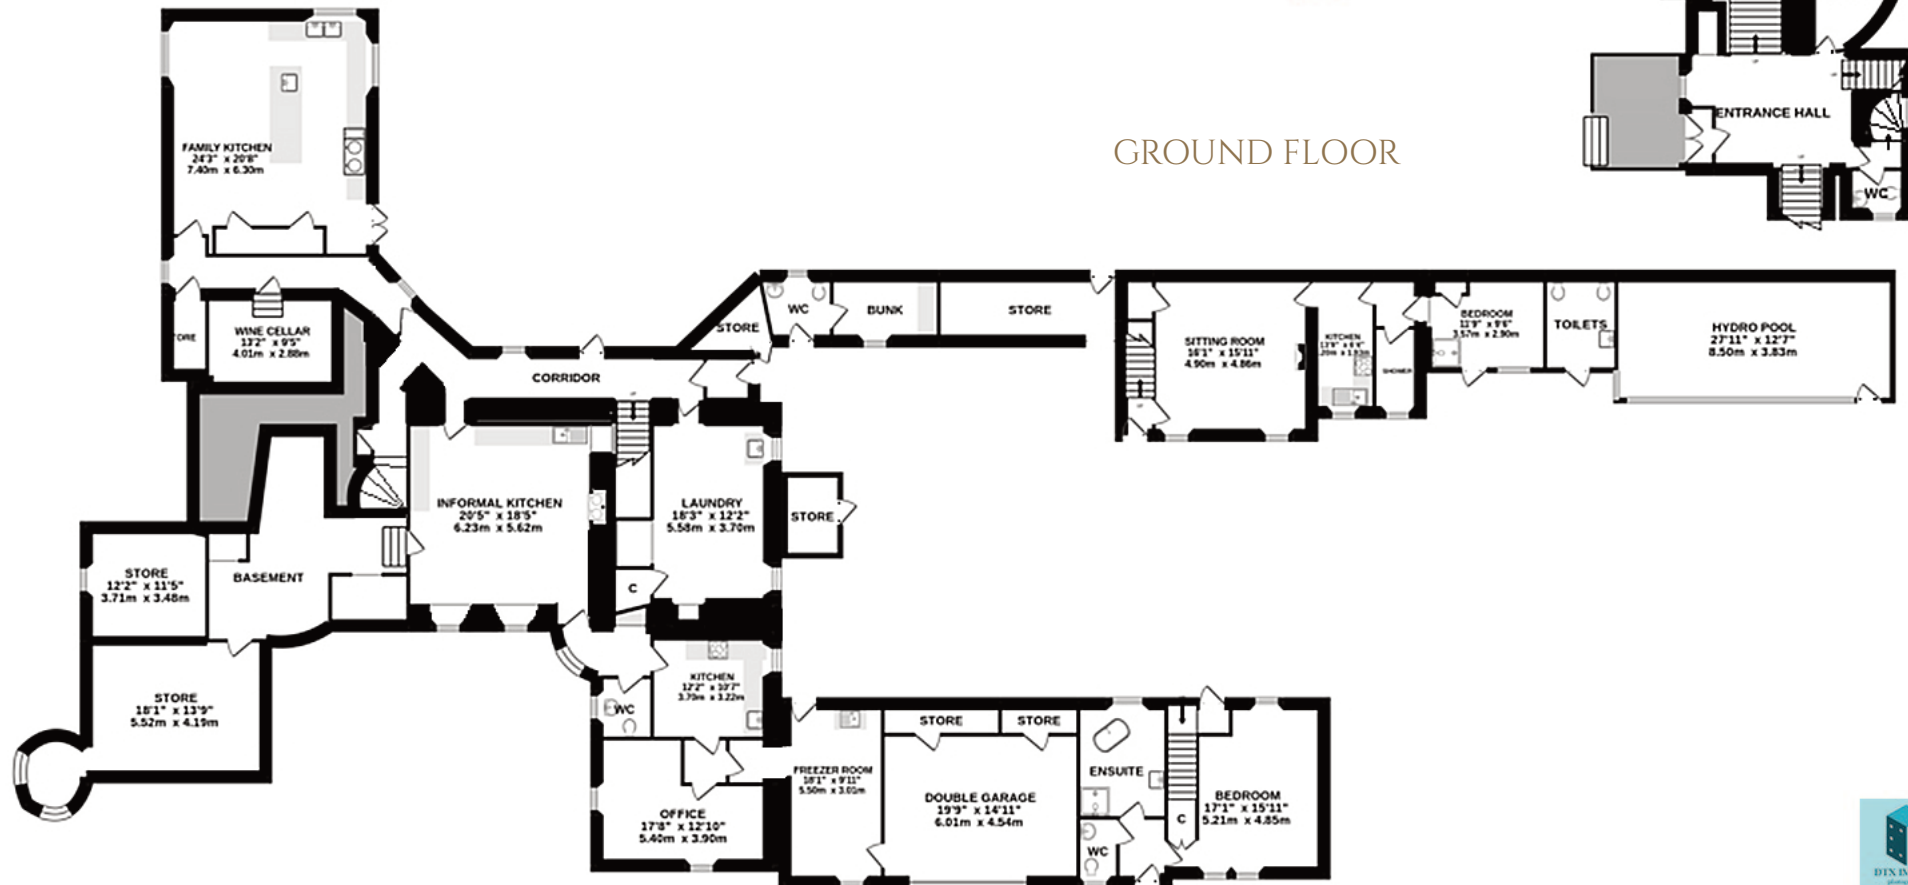 GROUND FLOOR
ENTRANCE HALL
WC
FAMILY KITCHEN
24'3" x 20'8"
7.40m x 6.30m
WINE CELLAR
13'2" x 9'5"
4.01m x 2.88m
STORE
WC
BUNK
STORE
CORRIDOR
SITTING ROOM
16'1" x 15'11"
4.90m x 4.86m
KITCHEN
SHOWER
BEDROOM
11'9" x 9'6"
3.57m x 2.90m
TOILETS
HYDRO POOL
27'11" x 12'7"
8.50m x 3.83m
INFORMAL KITCHEN
20'5" x 18'5"
6.23m x 5.62m
LAUNDRY
18'3" x 12'2"
5.58m x 3.70m
STORE
C
STORE
12'2" x 11'5"
3.71m x 3.48m
BASEMENT
STORE
18'1" x 13'9"
5.52m x 4.19m
KITCHEN
12'2" x 10'7"
3.70m x 3.22m
WC
OFFICE
17'8" x 12'10"
5.40m x 3.90m
FREEZER ROOM
18'1" x 9'11"
5.50m x 3.01m
STORE
STORE
DOUBLE GARAGE
19'9" x 14'11"
6.01m x 4.54m
ENSUITE
WC
C
BEDROOM
17'1" x 15'11"
5.21m x 4.85m